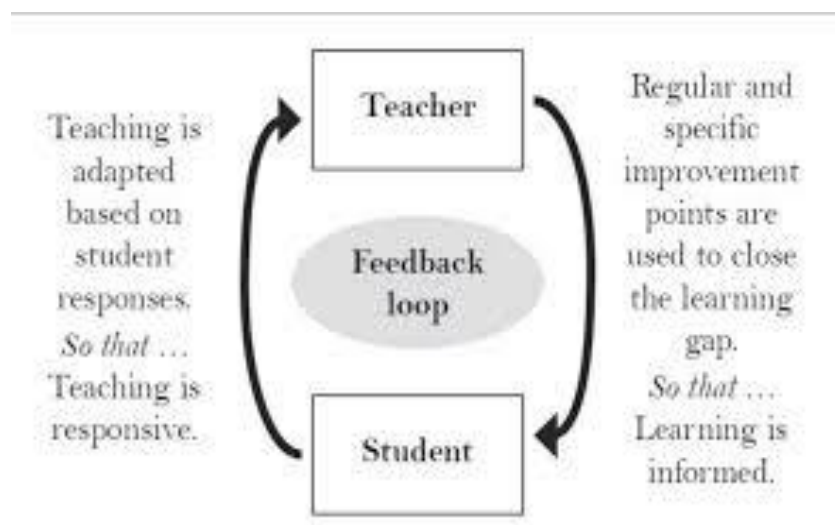 Teacher
Teaching is
adapted
based on
student
responses.
So that …
Teaching is
responsive.
Feedback
loop
Regular and
specific
improvement
points are
used to close
the learning
gap.
So that …
Learning is
informed.
Student